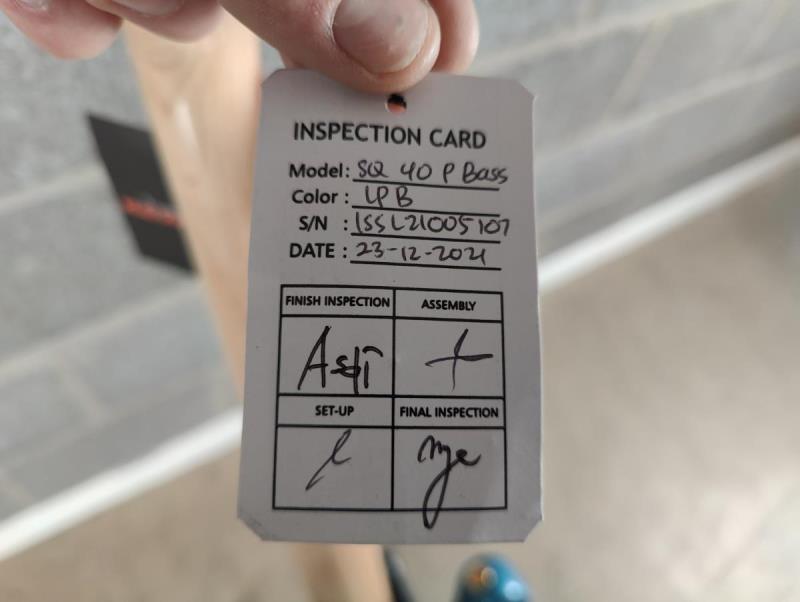 INSPECTION CARD
Model: SQ 40 P Bass
Color: LPB
S/N : ISSL21005107
DATE : 23-12-2021
FINISH INSPECTION ASSEMBLY
SET-UP FINAL INSPECTION